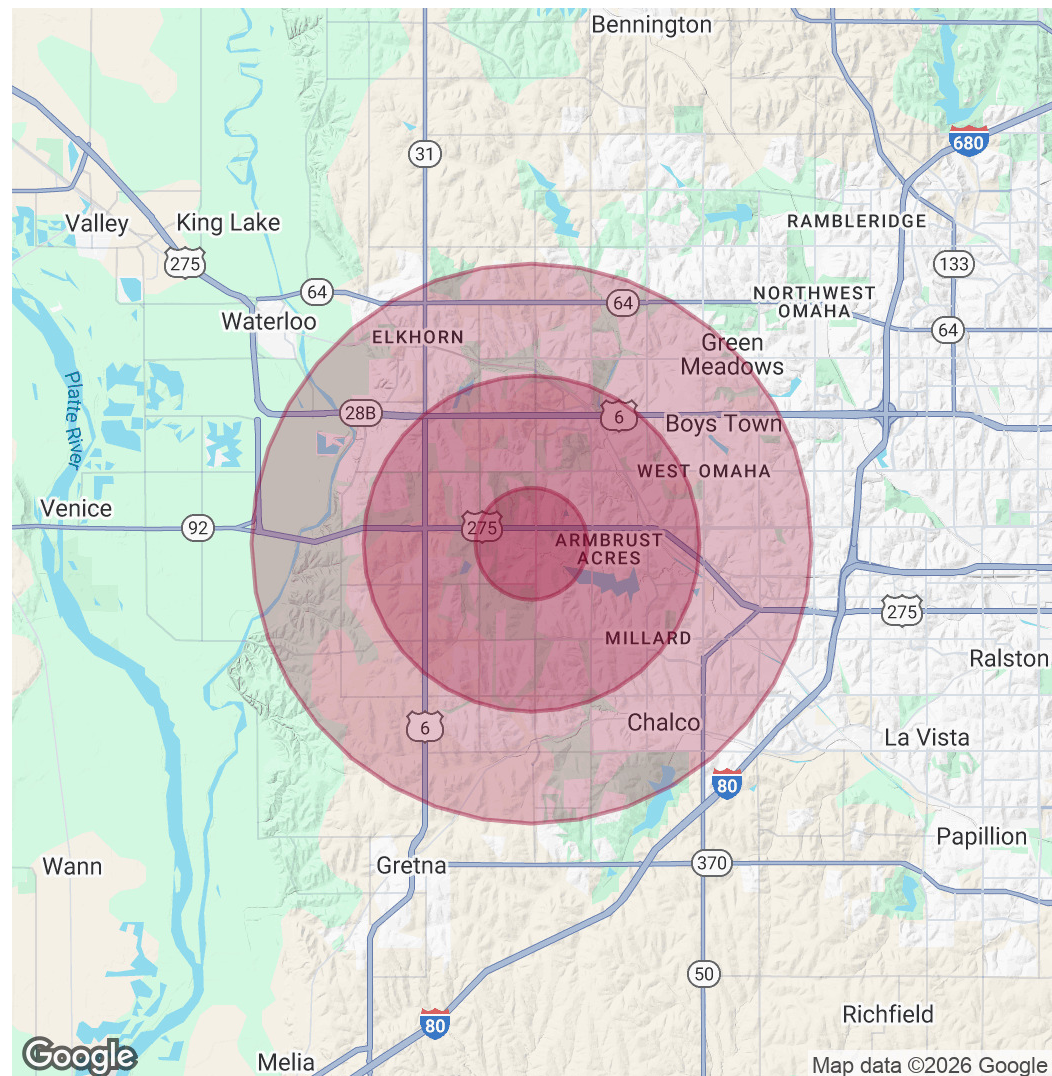 Bennington
680
31
RAMBLERIDGE
Valley
King Lake
275
133
64
NORTHWEST
OMAHA
64
64
Waterloo
ELKHORN
Green
Meadows
Platte River
28B
6
Boys Town
WEST OMAHA
Venice
92
275
ARMBRUST
ACRES
275
MILLARD
Ralston
6
Chalco
La Vista
80
Papillion
Wann
Gretna
370
50
Richfield
80
Google
Melia
Map data ©2026 Google